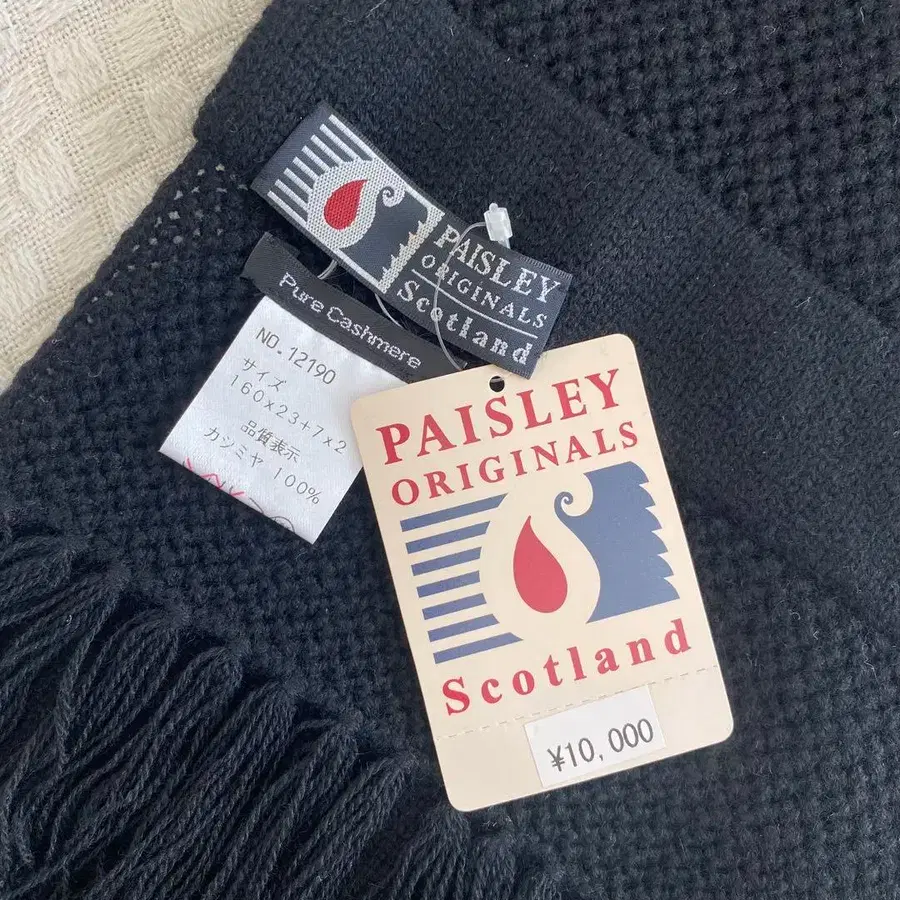 PAISLEY
ORIGINALS
Scotland
Pure Cashmere
NO. 12190
サイズ
160×23+7×2
品質表示
カシミヤ 100%
PAISLEY
ORIGINALS
Scotland
¥10,000